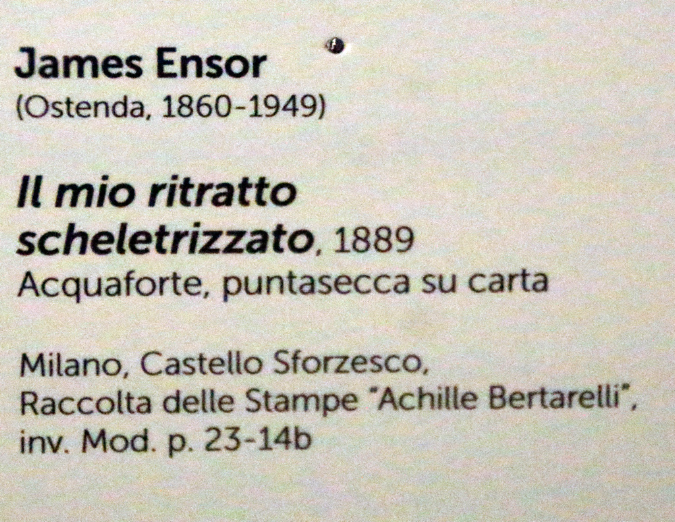 James Ensor
(Ostenda, 1860-1949)
Il mio ritratto
scheletrizzato, 1889
Acquaforte, puntasecca su carta
Milano, Castello Sforzesco,
Raccolta delle Stampe "Achille Bertarelli",
inv. Mod. p. 23-14b